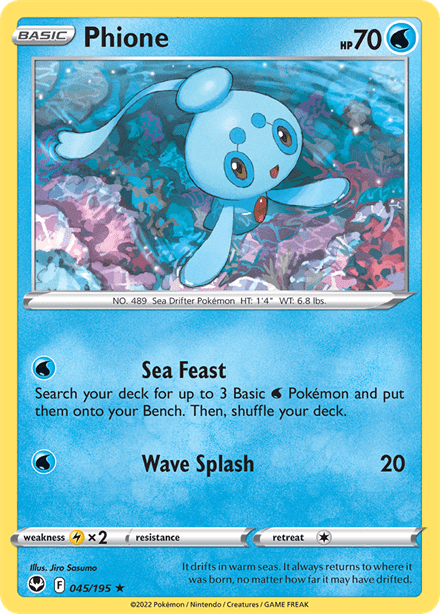 BASIC Phione HP 70
NO. 489 Sea Drifter Pokémon HT: 1'4" WT: 6.8 lbs.
Sea Feast
Search your deck for up to 3 Basic Pokémon and put
them onto your Bench. Then, shuffle your deck.
Wave Splash 20
weakness ×2 resistance retreat
Illus. Jiro Sasumo
It drifts in warm seas. It always returns to where it
was born, no matter how far it may have drifted.
F 045/195 ★
©2022 Pokémon / Nintendo / Creatures / GAME FREAK